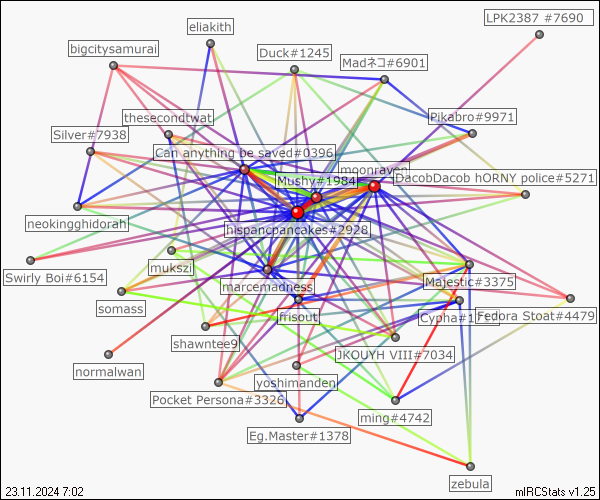 LPK2387 #7690
eliakith
bigcitysamurai
Duck#1245
Madネコ#6901
thesecondtwat
Pikabro#9971
Silver#7938
Can anything be saved#0396
lmoonraven
Mushy#1984
DacobDacob hORNY police#5271
neokingghidorah
hispancpancakes#2928
mukszi
Swirly Boi#6154
marcemadness
Majestic#3375
somass
frisout
Cypha#1
Fedora Stoat#4479
shawntee9
JKOUYH VIII#7034
normalwan
yoshimanden
Pocket Persona#3326
ming#4742
Eg.Master#1378
zebula
23.11.2024 7:02
mIRCStats v1.25